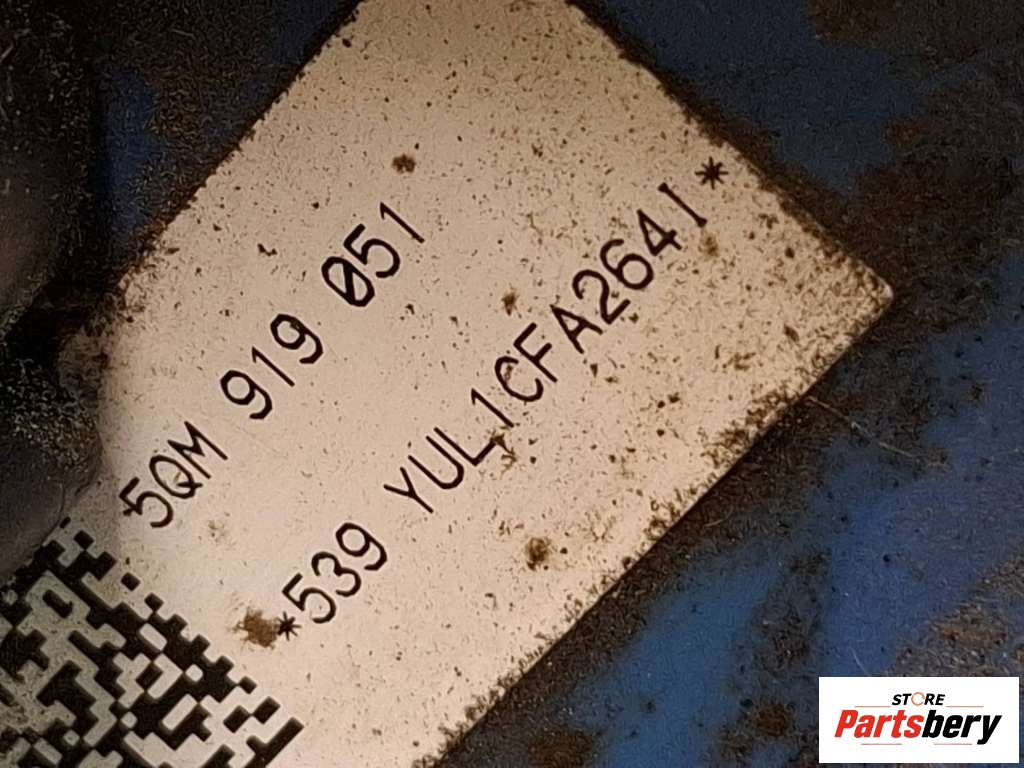 5QM 919 051
*539 YUL1CFA264I*
STORE
Partsbery